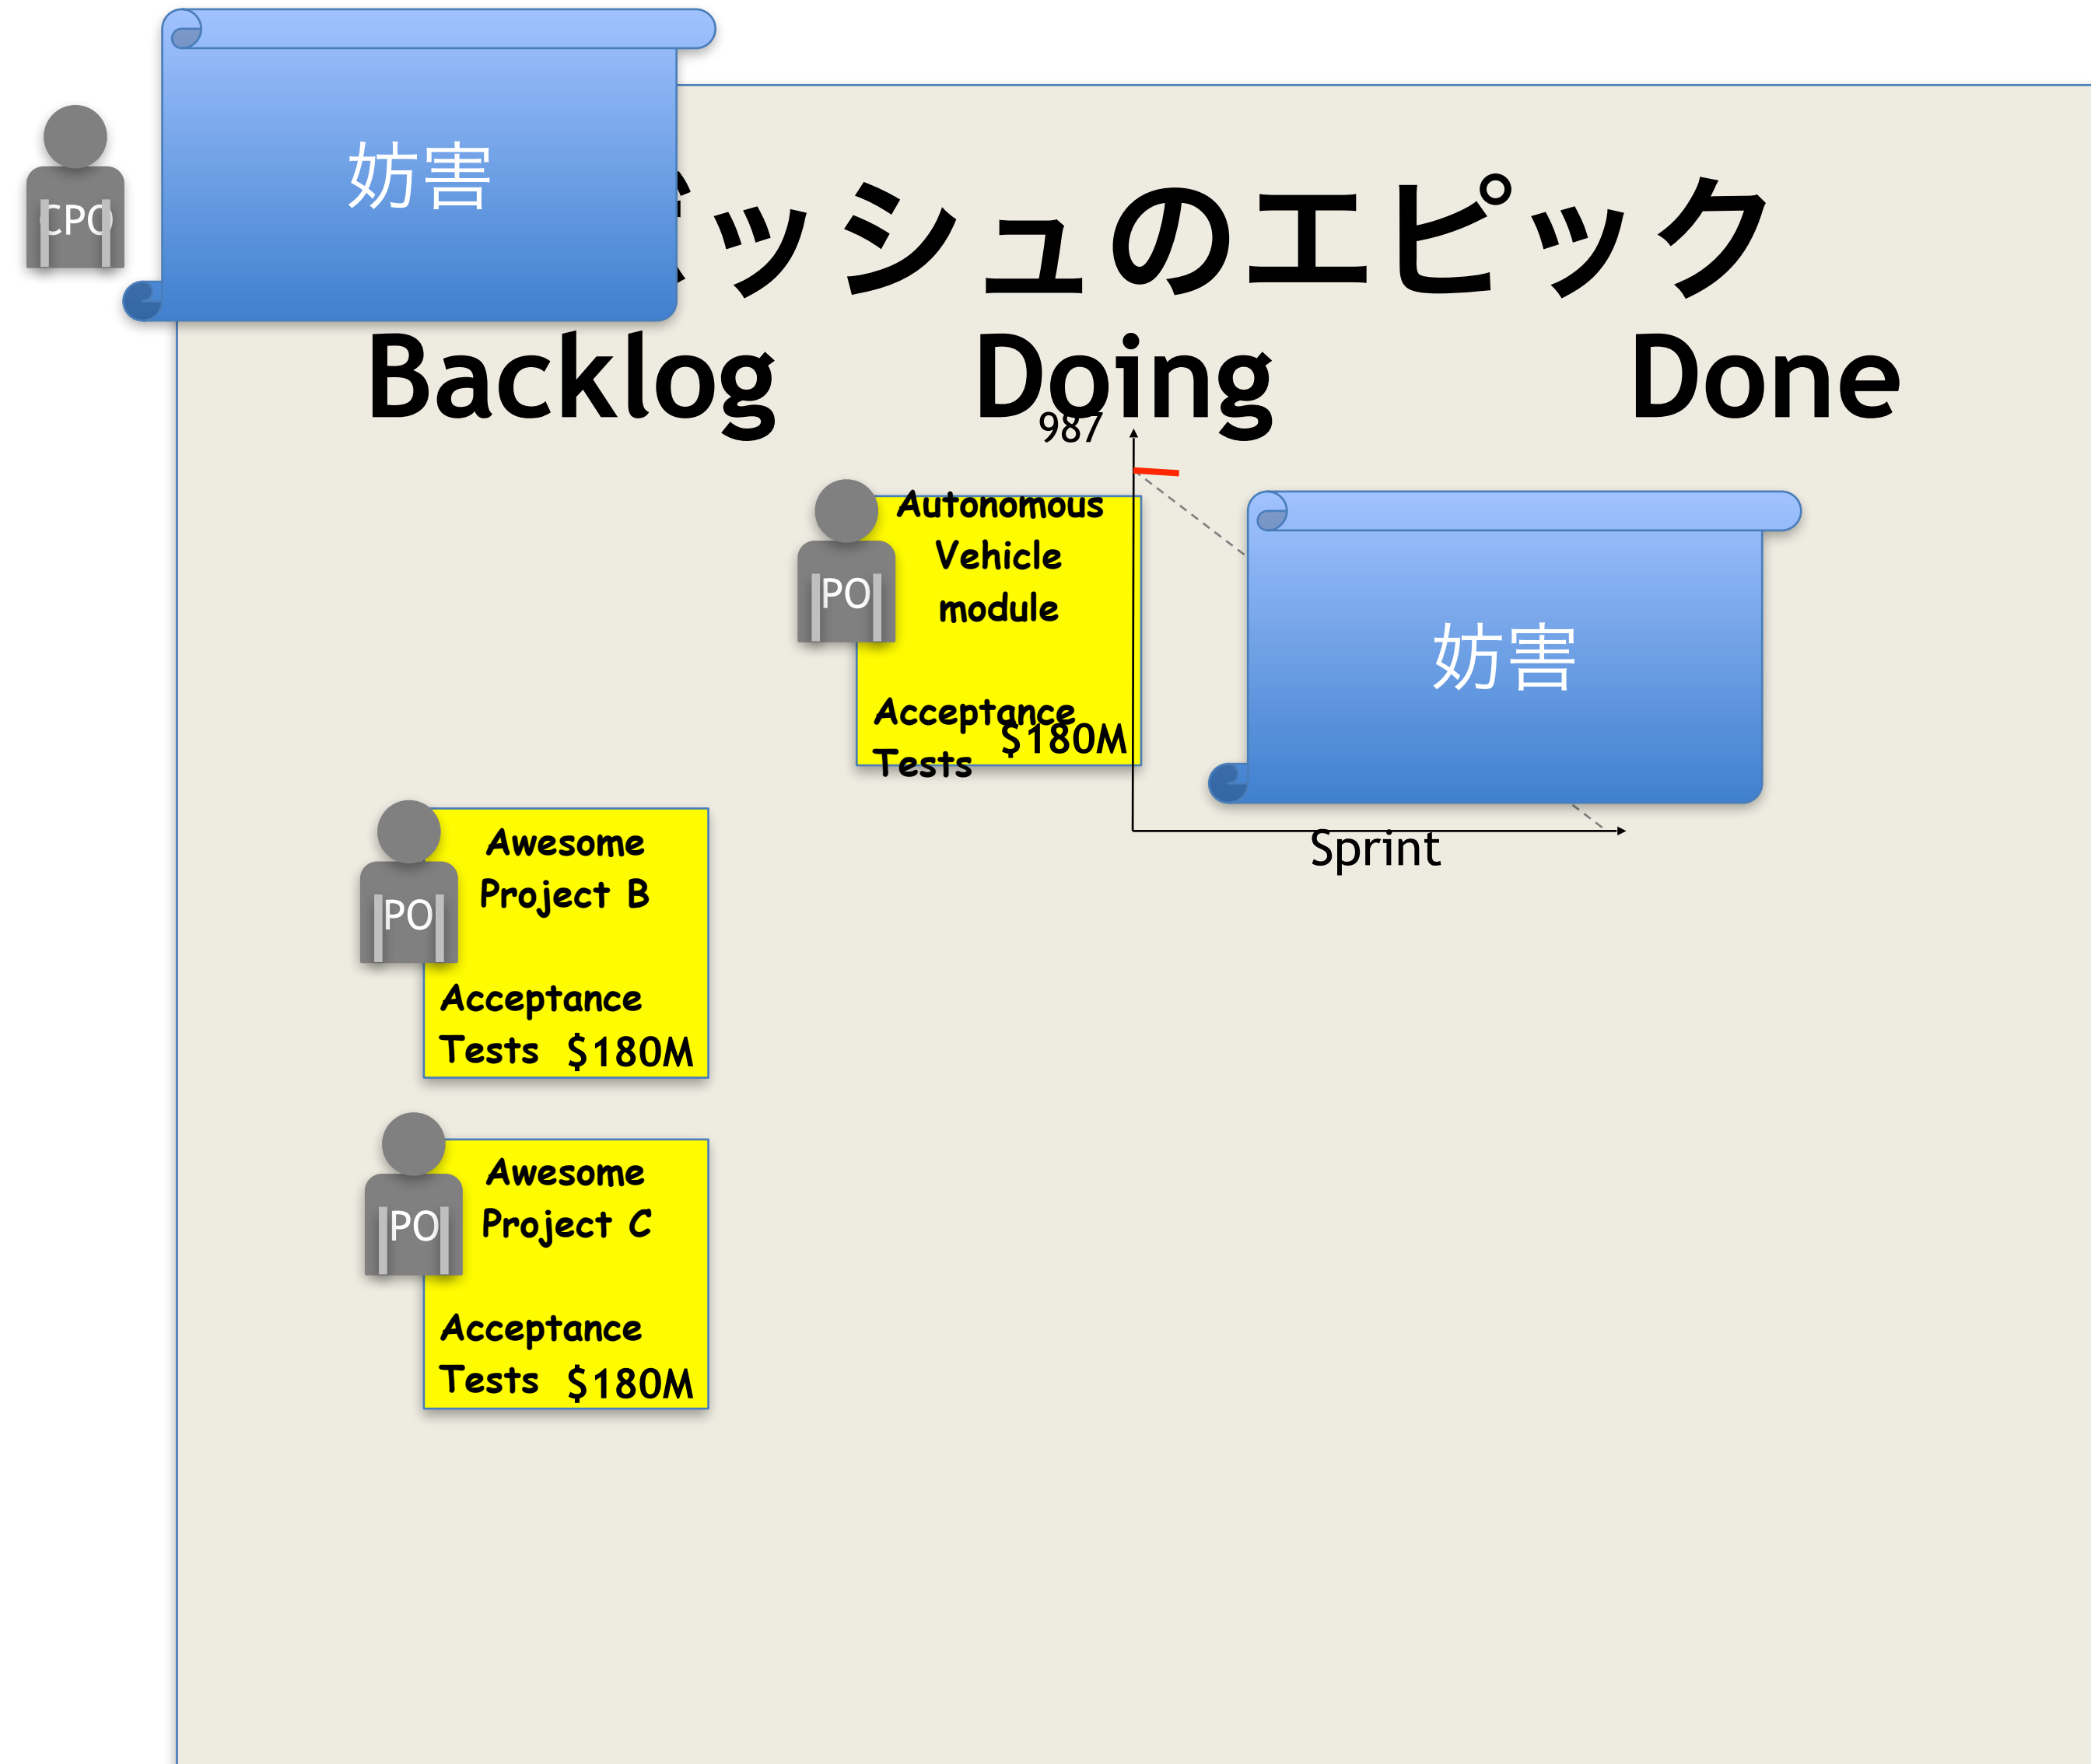 妨害
CPO
ッシュのエピック
Backlog
Doing
Done
987
Autonomous
Vehicle
module
PO
Acceptance
Tests
$180M
妨害
Sprint
Awesome
Project B
PO
Acceptance
Tests
$180M
Awesome
Project C
PO
Acceptance
Tests
$180M